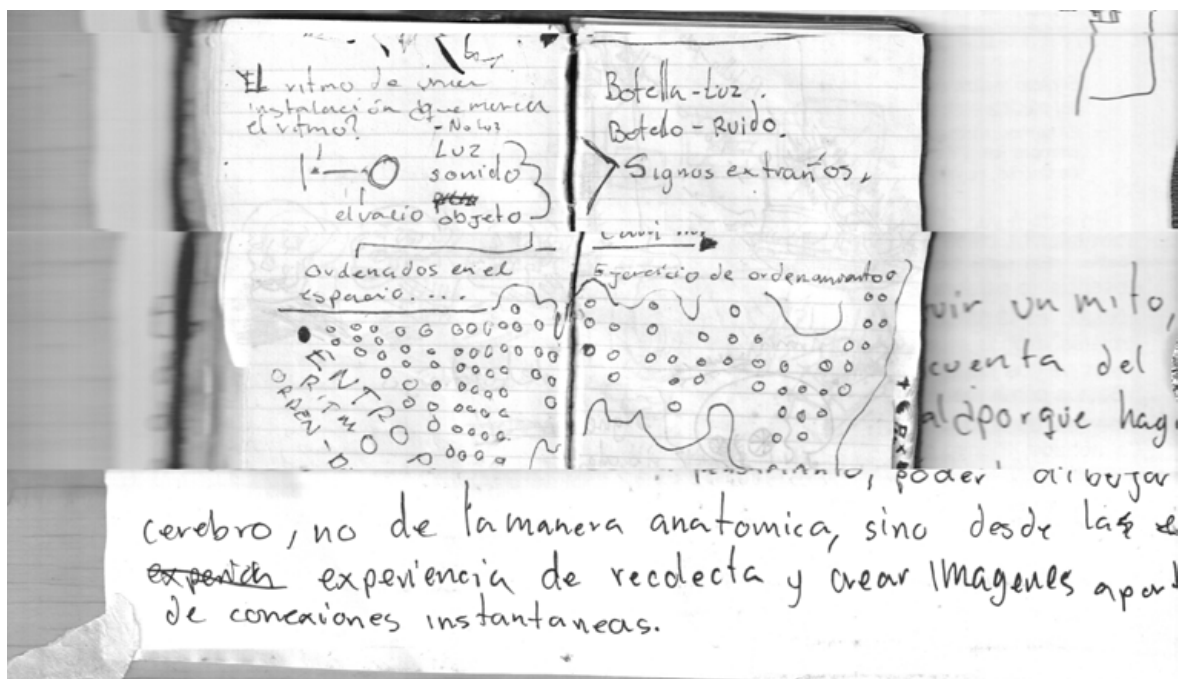 El ritmo de una
instalación ¿que marca
el ritmo?
- No luz
Luz
sonido
el vacio objeto
Botella-Luz.
Botello-Ruido.
Signos extraños.
Ordenados en el
espacio....
ENTRO
RITMO
ORDEN-
Ejercicio de ordenamiento
uir un mito,
cuenta del
al¿porque hag
, poder dibujar
cerebro, no de la manera anatomica, sino desde las
experiencia de recolecta y crear Imagenes apart
de conexiones instantaneas.